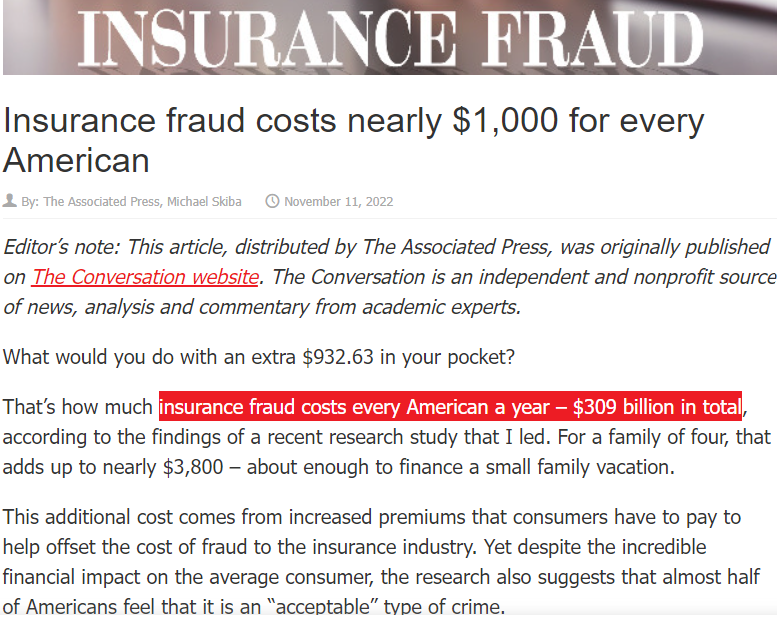 INSURANCE FRAUD
Insurance fraud costs nearly $1,000 for every
American
By: The Associated Press, Michael Skiba November 11, 2022
Editor’s note: This article, distributed by The Associated Press, was originally published
on The Conversation website. The Conversation is an independent and nonprofit source
of news, analysis and commentary from academic experts.
What would you do with an extra $932.63 in your pocket?
That’s how much insurance fraud costs every American a year – $309 billion in total,
according to the findings of a recent research study that I led. For a family of four, that
adds up to nearly $3,800 – about enough to finance a small family vacation.
This additional cost comes from increased premiums that consumers have to pay to
help offset the cost of fraud to the insurance industry. Yet despite the incredible
financial impact on the average consumer, the research also suggests that almost half
of Americans feel that it is an “acceptable” type of crime.